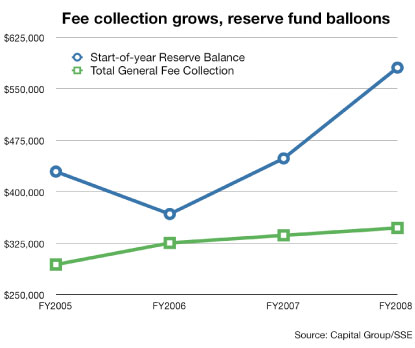 Fee collection grows, reserve fund balloons
$625,000
Start-of-year Reserve Balance
Total General Fee Collection
$550,000
$475,000
$400,000
$325,000
$250,000
FY2005 FY2006 FY2007 FY2008
Source: Capital Group/SSE